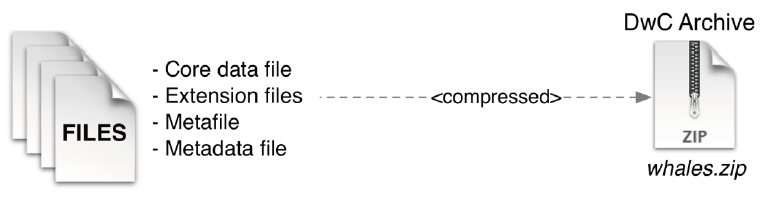 DwC Archive
- Core data file
- Extension files
- Metafile
- Metadata file
FILES
<compressed>
ZIP
whales.zip